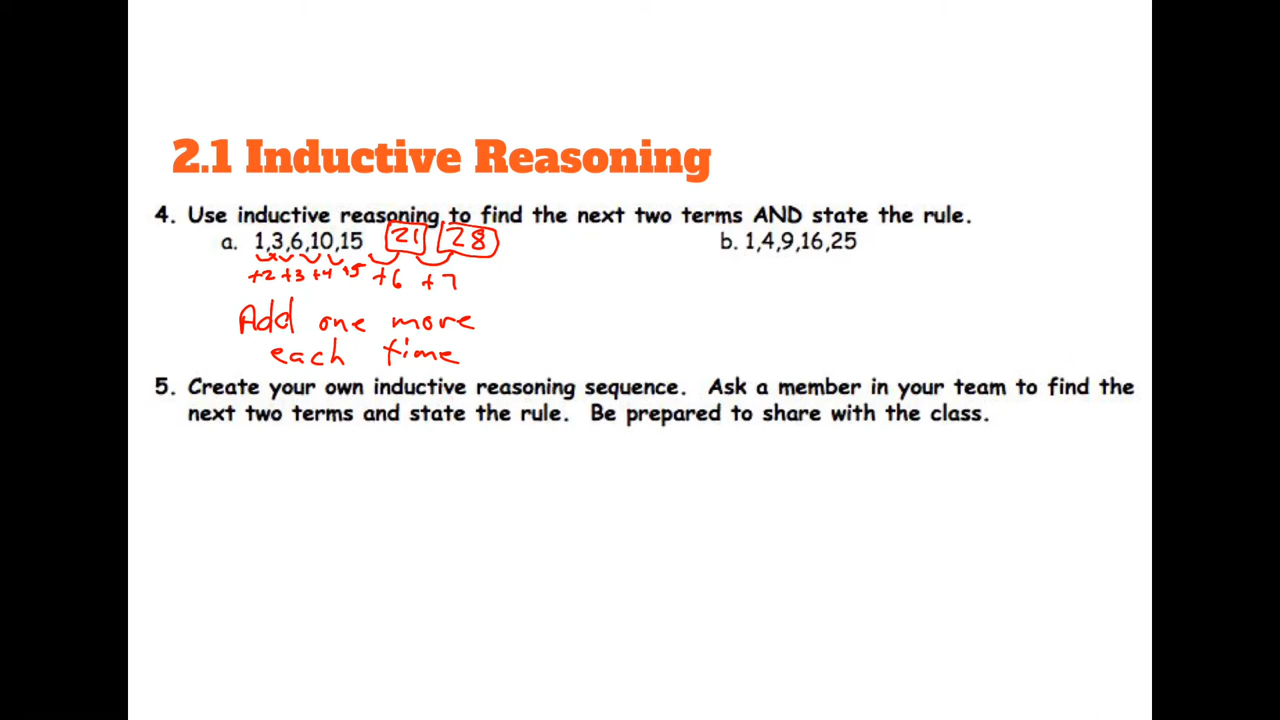 2.1 Inductive Reasoning
4. Use inductive reasoning to find the next two terms AND state the rule.
a. 1,3,6,10,15 21 28
b. 1,4,9,16,25
+2 +3 +4 +5 +6 +7
Add one more
each time
5. Create your own inductive reasoning sequence. Ask a member in your team to find the
next two terms and state the rule. Be prepared to share with the class.